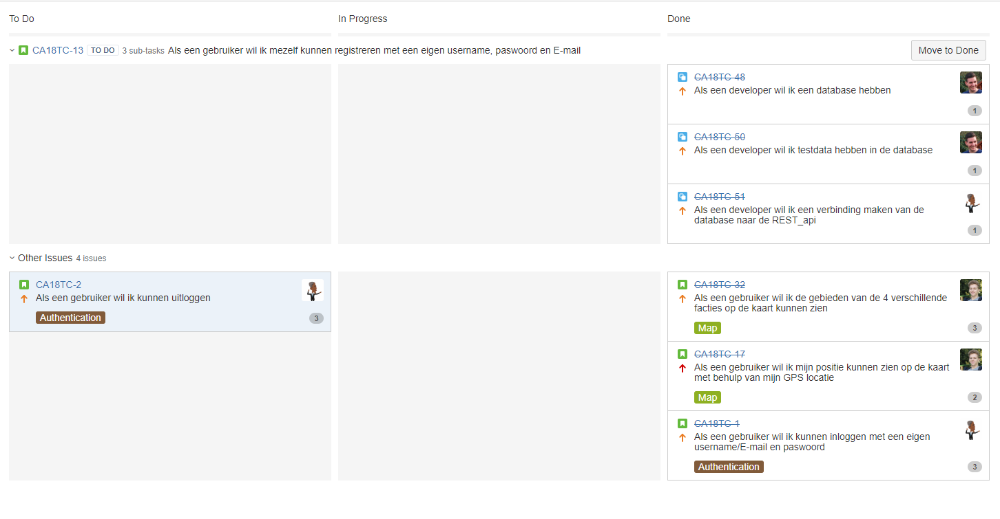 To Do
In Progress
Done
CA18TC-13 TO DO 3 sub-tasks Als een gebruiker wil ik mezelf kunnen registreren met een eigen username, paswoord en E-mail
Move to Done
CA18TC-48
Als een developer wil ik een database hebben
1
CA18TC-50
Als een developer wil ik testdata hebben in de database
1
CA18TC-51
Als een developer wil ik een verbinding maken van de
database naar de REST_api
1
Other Issues 4 issues
CA18TC-2
Als een gebruiker wil ik kunnen uitloggen
Authentication
3
CA18TC-32
Als een gebruiker wil ik de gebieden van de 4 verschillende
facties op de kaart kunnen zien
Map
3
CA18TC-17
Als een gebruiker wil ik mijn positie kunnen zien op de kaart
met behulp van mijn GPS locatie
Map
2
CA18TC-1
Als een gebruiker wil ik kunnen inloggen met een eigen
username/E-mail en paswoord
Authentication
3